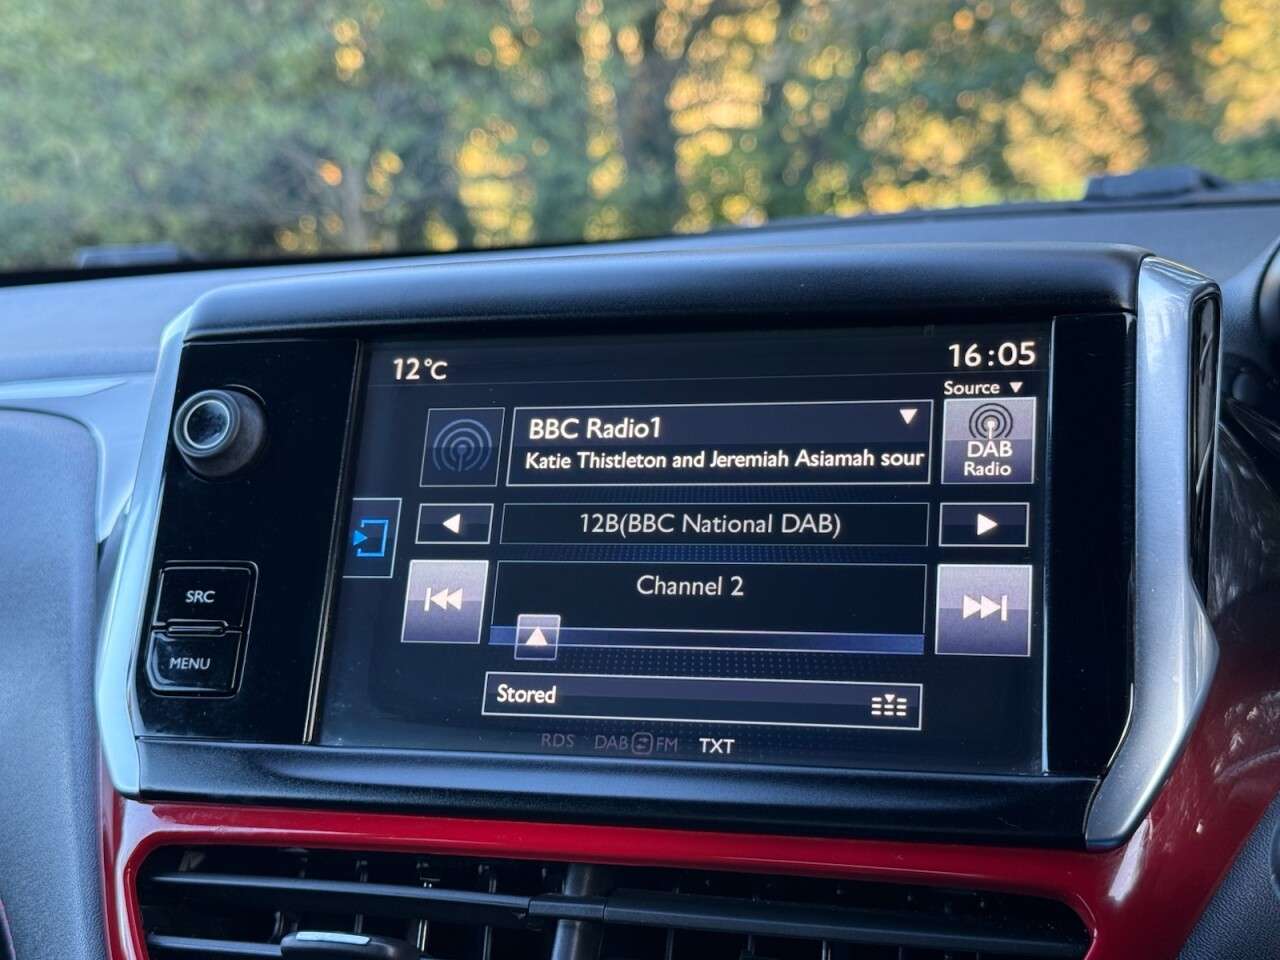 12°C
16:05
Source
BBC Radio1
Katie Thistleton and Jeremiah Asiamah sour
DAB
Radio
12B(BBC National DAB)
Channel 2
SRC
MENU
Stored
RDS DAB FM TXT